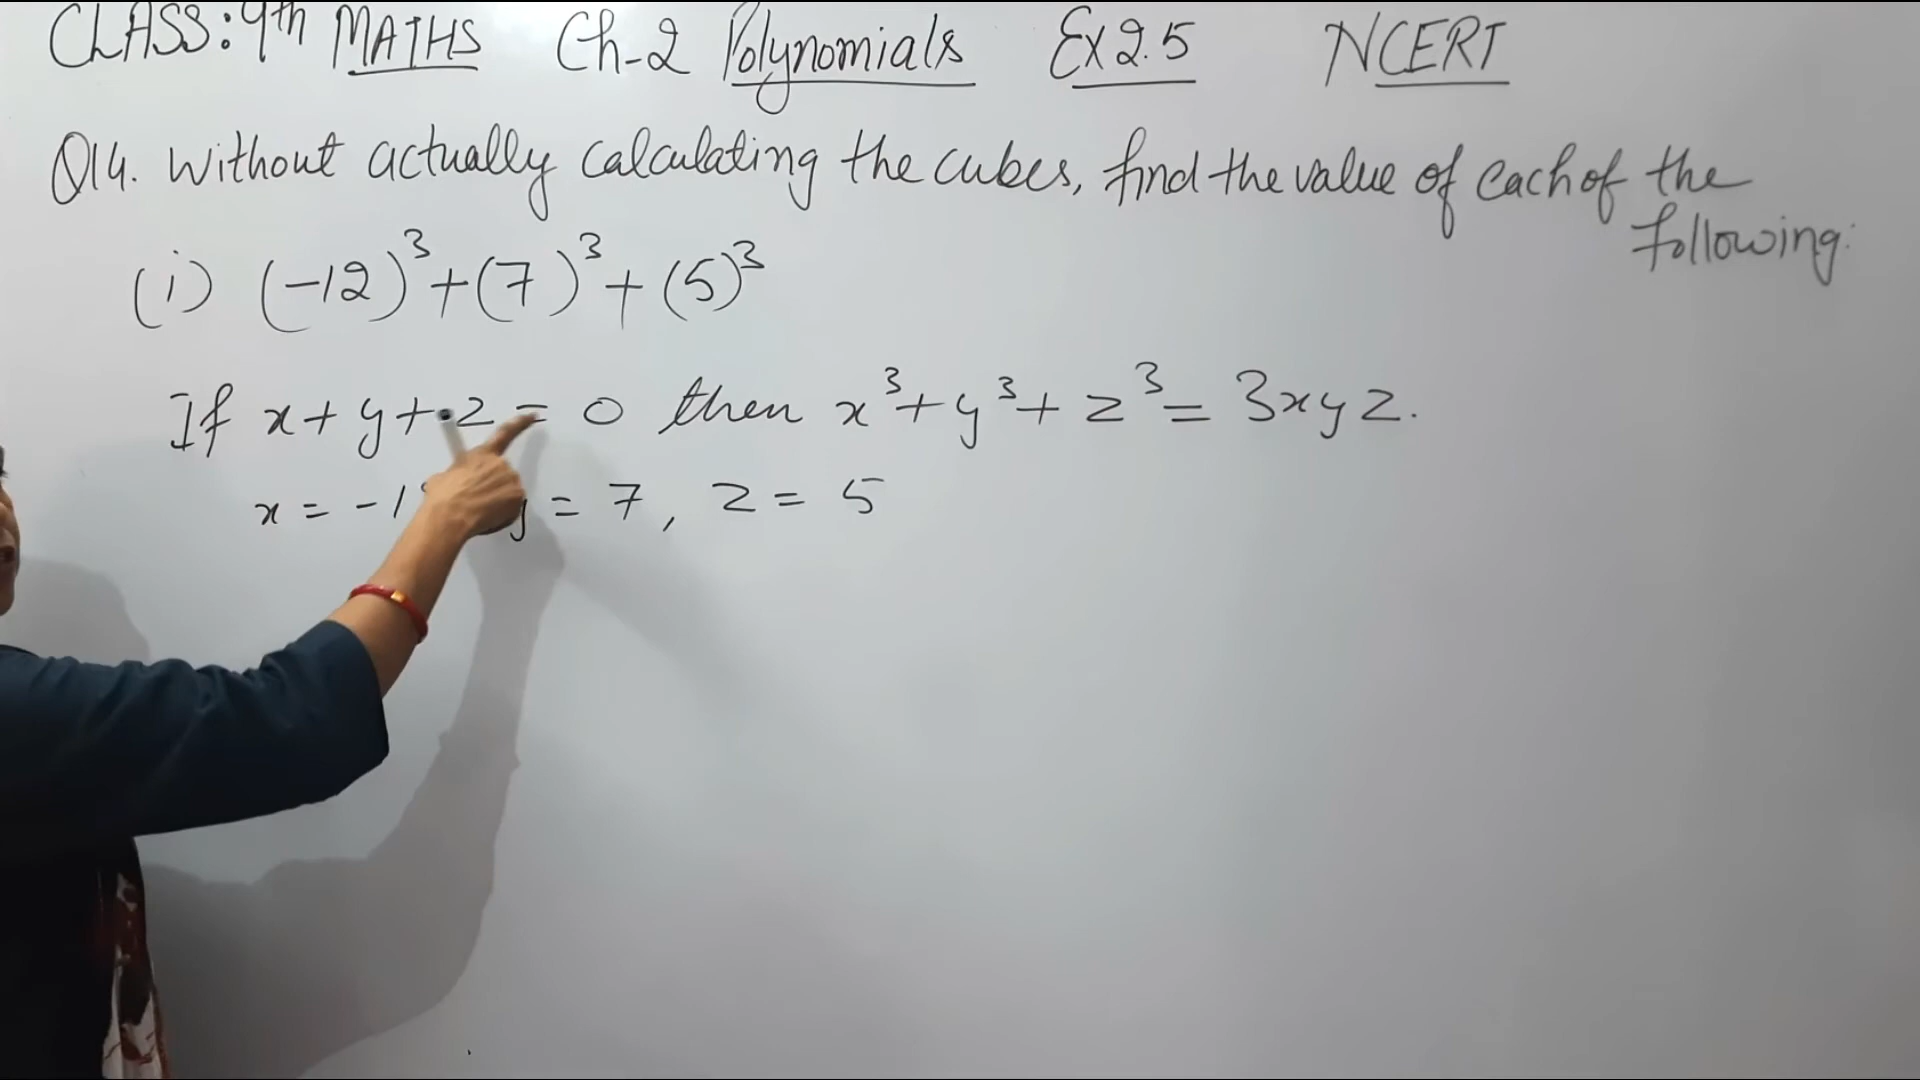 CLASS: 9th MATHS Ch-2 Polynomials Ex 2.5 NCERT
Q14. Without actually calculating the cubes, find the value of each of the
following:
(i) (-12)³+(7)³+(5)³
If x+y+z=0 then x³+y³+z³=3xyz.
x = -1 y = 7, z = 5